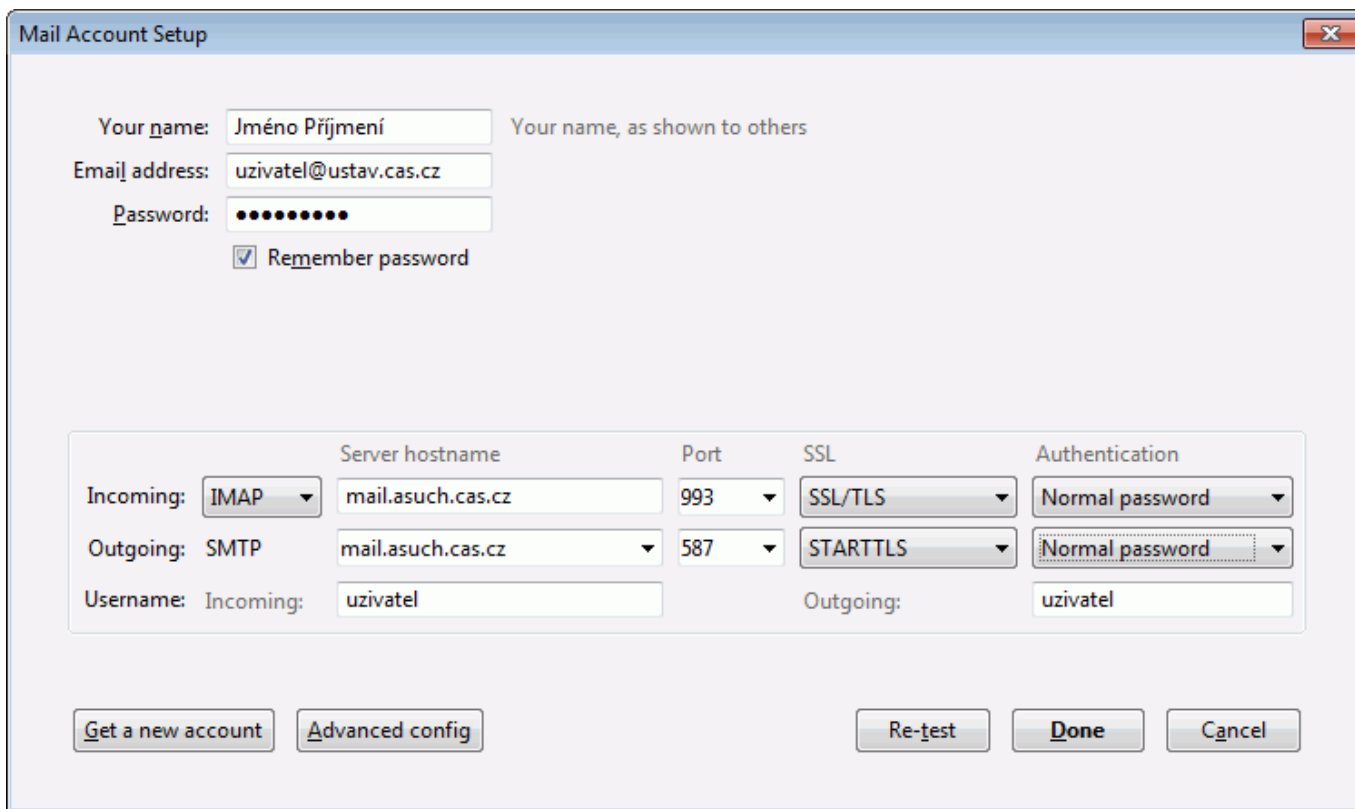 Mail Account Setup
Your name: Jméno Příjmení Your name, as shown to others
Email address: uzivatel@ustav.cas.cz
Password: ●●●●●●●●●
Remember password
Server hostname Port SSL Authentication
Incoming: IMAP mail.asuch.cas.cz 993 SSL/TLS Normal password
Outgoing: SMTP mail.asuch.cas.cz 587 STARTTLS Normal password
Username: Incoming: uzivatel Outgoing: uzivatel
Get a new account Advanced config Re-test Done Cancel